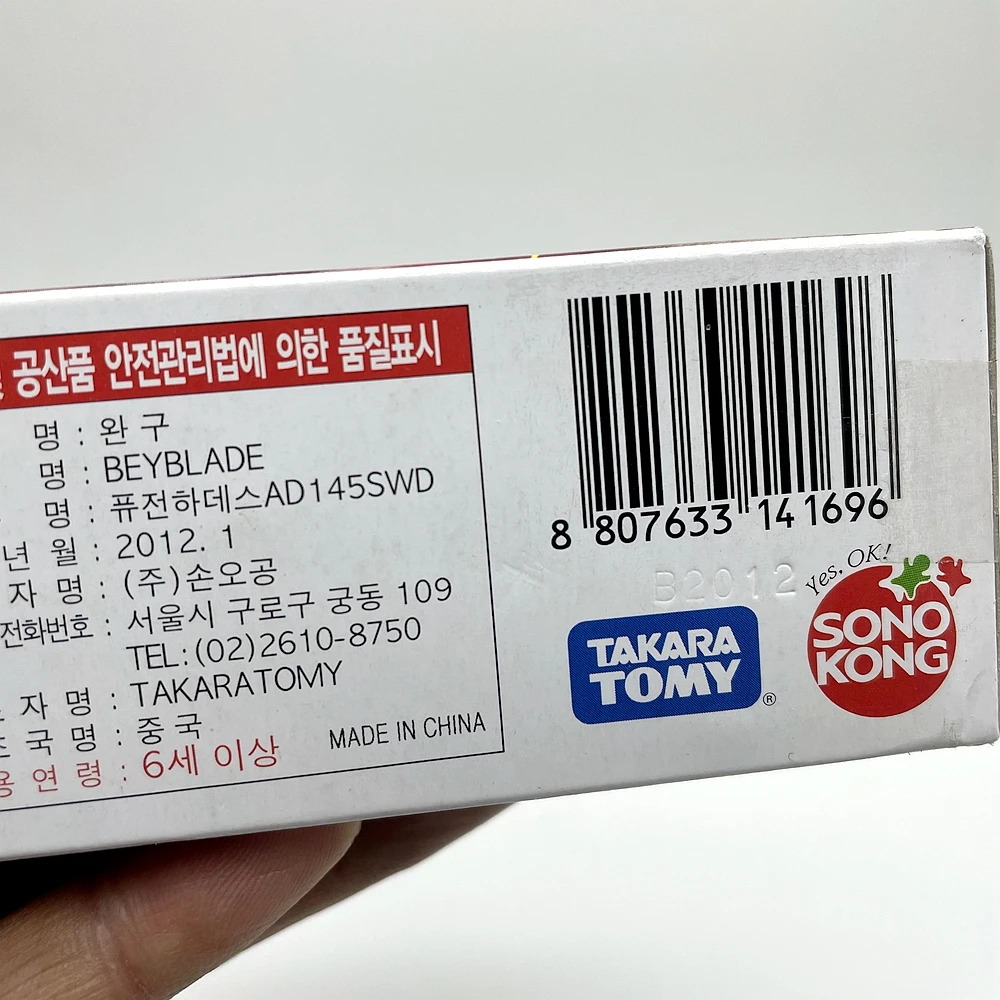 공산품 안전관리법에 의한 품질표시
명 : 완 구
명 : BEYBLADE
명 : 퓨전하데스AD145SWD
년 월 : 2012. 1
자 명 : (주)손오공
전화번호 : 서울시 구로구 궁동 109
TEL:(02)2610-8750
자 명 : TAKARATOMY
국 명 : 중 국
용 연 령 : 6세 이상
MADE IN CHINA
8 807633 141696
B2012
TAKARA
TOMY®
Yes, OK!
SONO
KONG